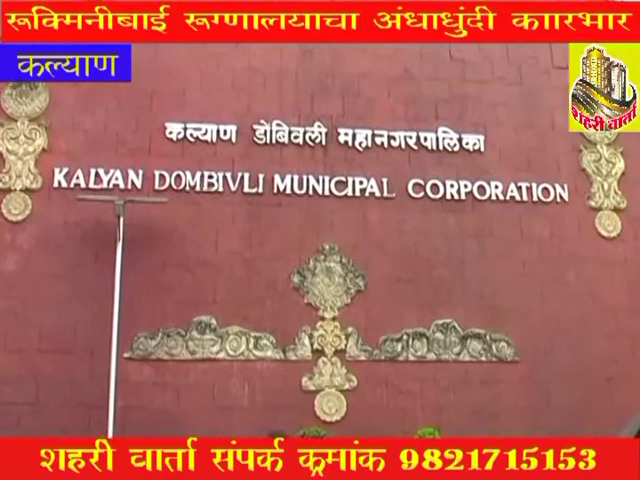 रूक्मिनीबाई रूग्णालयाचा अंधाधुंदी काारभार
कल्याण
शहरी वार्ता
कल्याण डोंबिवली महानगरपालिका
KALYAN DOMBIVLI MUNICIPAL CORPORATION
शहरी वार्ता संपर्क क्रमांक 9821715153